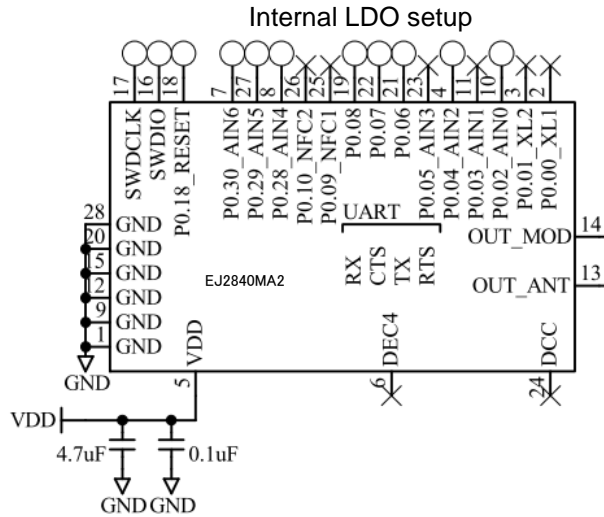 Internal LDO setup
17
16
18
7
27
8
26
25
19
22
21
23
4
11
10
3
2
SWDCLK
SWDIO
P0.18_RESET
P0.30_AIN6
P0.29_AIN5
P0.28_AIN4
P0.10_NFC2
P0.09_NFC1
P0.08
P0.07
P0.06
P0.05_AIN3
P0.04_AIN2
P0.03_AIN1
P0.02_AIN0
P0.01_XL2
P0.00_XL1
28
GND
20
GND
15
GND
12
GND
9
GND
1
GND
GND
UART
RX
CTS
TX
RTS
EJ2840MA2
OUT_MOD
14
OUT_ANT
13
VDD
5
DEC4
6
DCC
24
VDD
4.7uF
0.1uF
GND GND